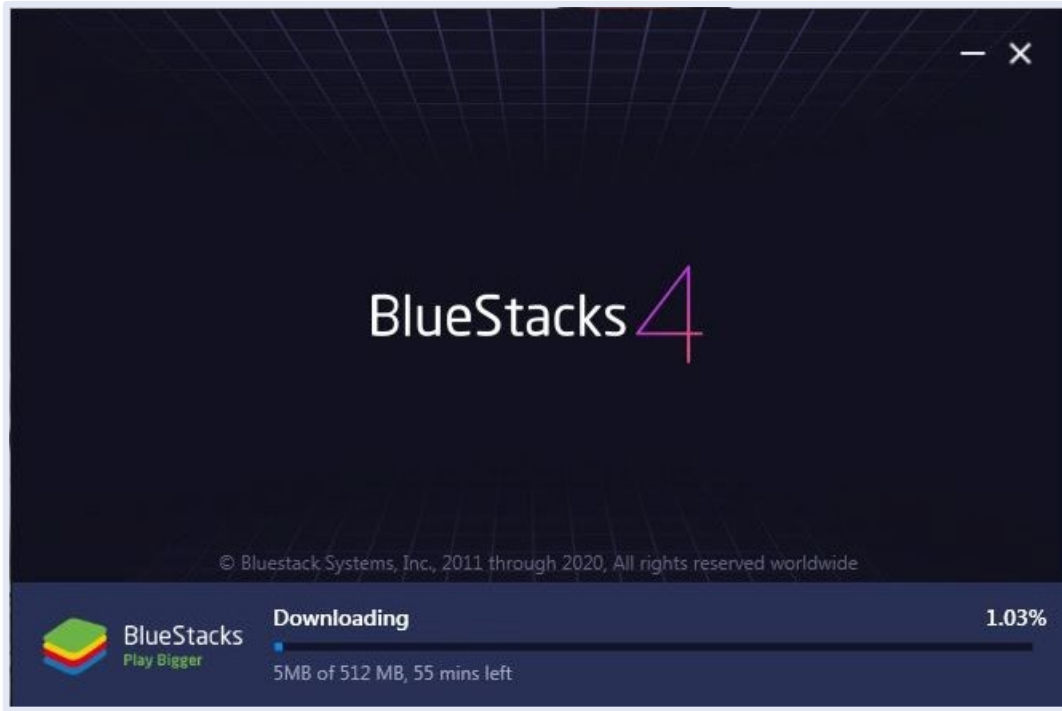 BlueStacks 4
© Bluestack Systems, Inc., 2011 through 2020, All rights reserved worldwide
BlueStacks
Play Bigger
Downloading
1.03%
5MB of 512 MB, 55 mins left